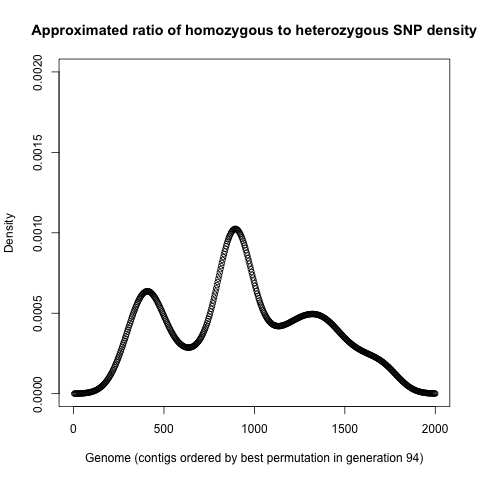 Approximated ratio of homozygous to heterozygous SNP density
Density
0.0020
0.0015
0.0010
0.0005
0.0000
0 500 1000 1500 2000
Genome (contigs ordered by best permutation in generation 94)